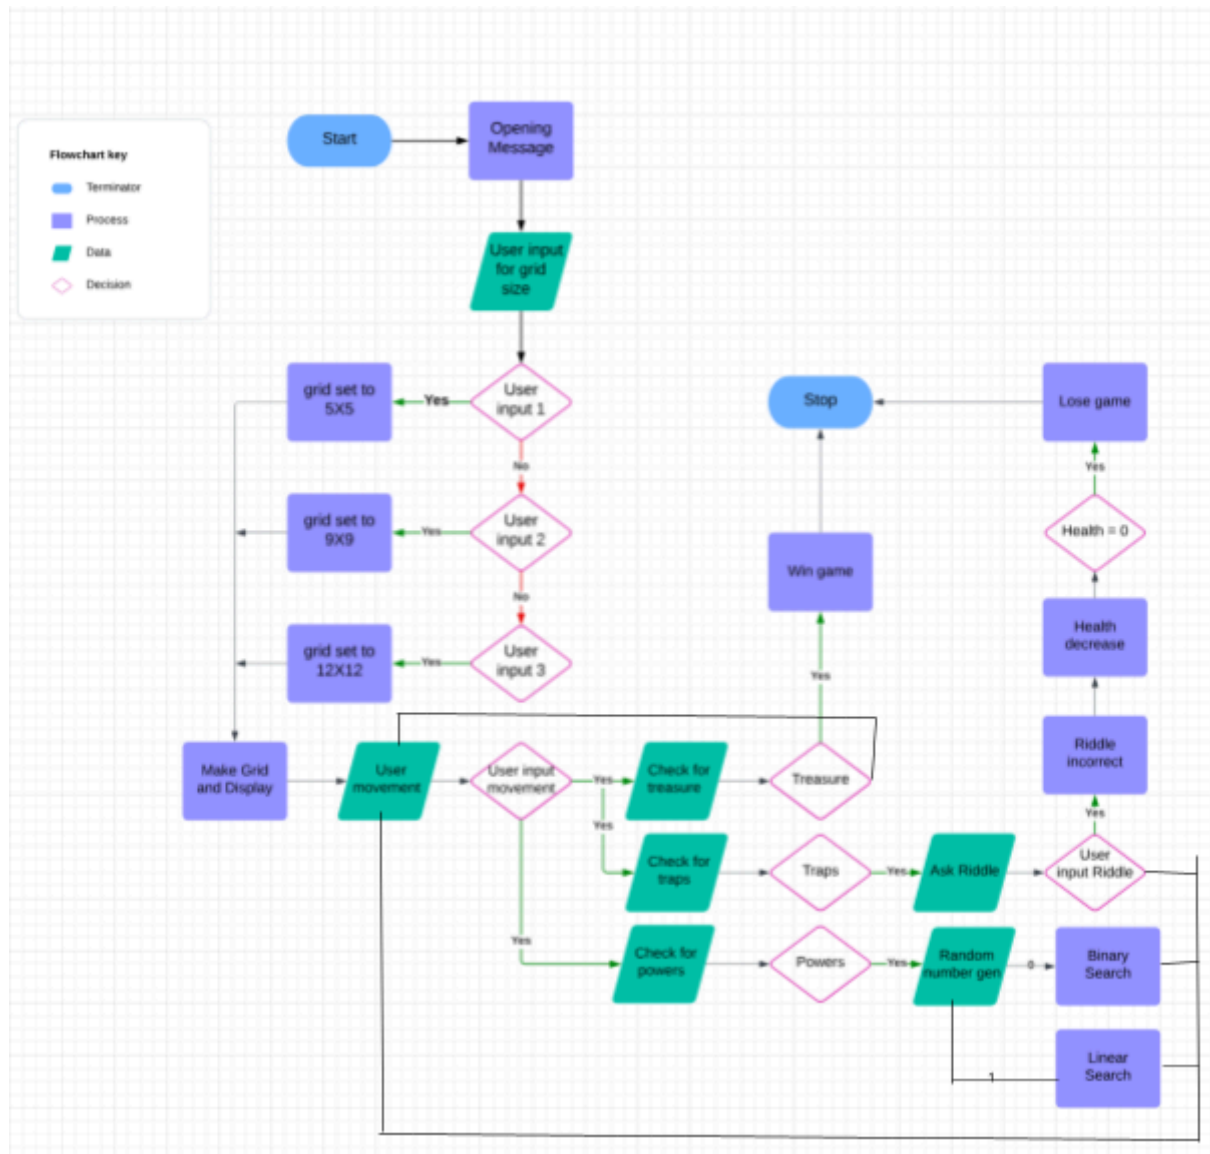 Start
Opening
Message
Flowchart key
Terminator
Process
Data
Decision
User input
for grid
size
grid set to
5X5
Yes
User
input 1
Stop
Lose game
No
Yes
grid set to
9X9
Yes
User
input 2
Health = 0
Win game
No
grid set to
12X12
Yes
User
input 3
Health
decrease
Yes
Make Grid
and Display
User
movement
User input
movement
Yes
Check for
treasure
Treasure
Riddle
incorrect
Yes
Yes
Check for
traps
Traps
Yes
Ask Riddle
User
input Riddle
Yes
Check for
powers
Powers
Yes
Random
number gen
0
Binary
Search
Linear
Search
1